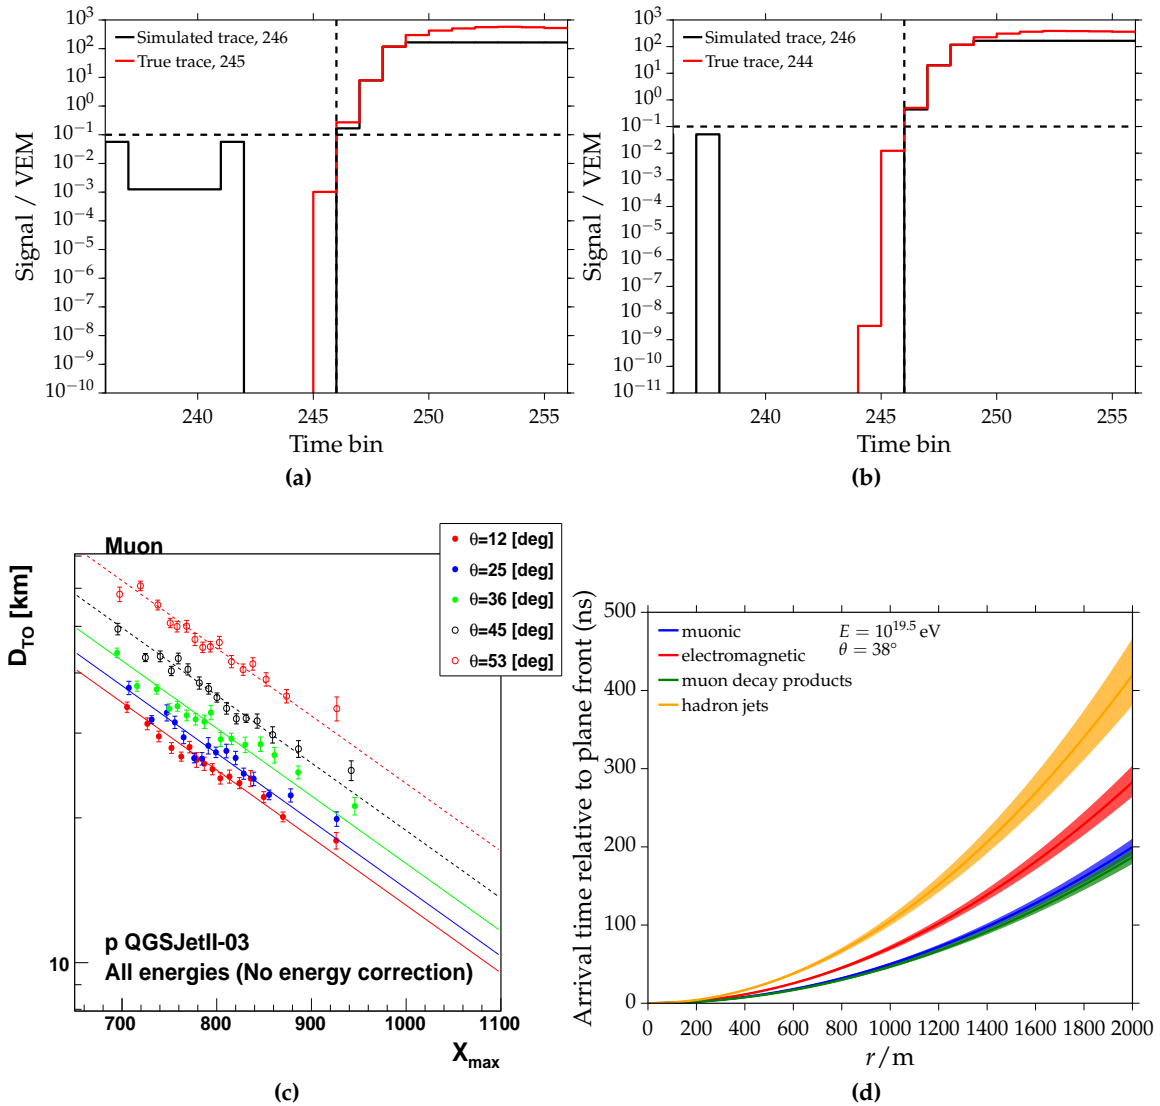 10^3
10^2
10^1
10^0
10^−1
10^−2
10^−3
10^−4
10^−5
10^−6
10^−7
10^−8
10^−9
10^−10
Signal / VEM
Simulated trace, 246
True trace, 245
240
245
250
255
Time bin
(a)
10^3
10^2
10^1
10^0
10^−1
10^−2
10^−3
10^−4
10^−5
10^−6
10^−7
10^−8
10^−9
10^−10
10^−11
Signal / VEM
Simulated trace, 246
True trace, 244
240
245
250
255
Time bin
(b)
Muon
D_TO [km]
θ=12 [deg]
θ=25 [deg]
θ=36 [deg]
θ=45 [deg]
θ=53 [deg]
p QGSJetII-03
All energies (No energy correction)
10
700
800
900
1000
1100
X_max
(c)
Arrival time relative to plane front (ns)
500
400
300
200
100
0
muonic
electromagnetic
muon decay products
hadron jets
E = 10^19.5 eV
θ = 38°
0
200
400
600
800
1000
1200
1400
1600
1800
2000
r/m
(d)